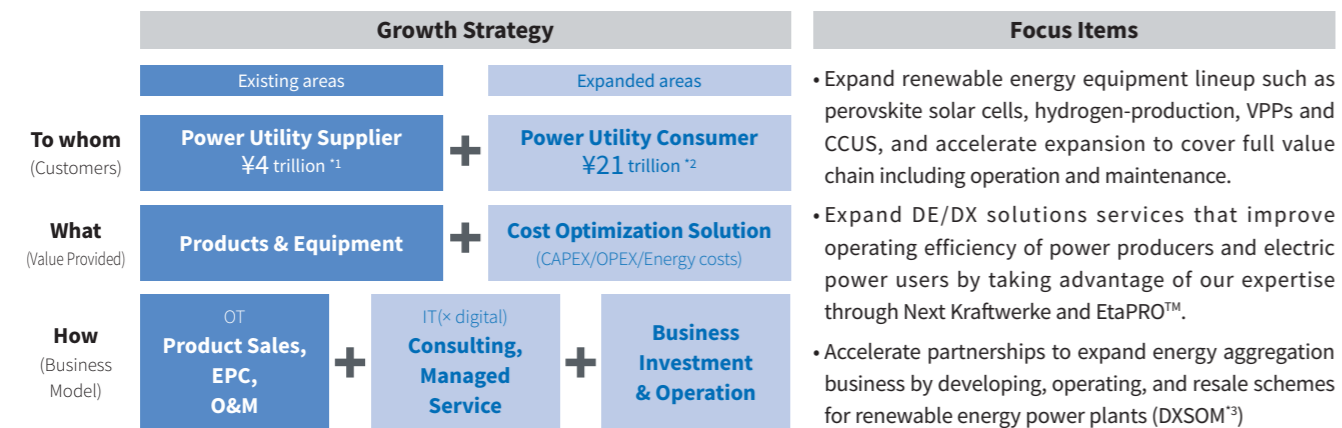 Growth Strategy
Existing areas
Expanded areas
To whom
(Customers)
Power Utility Supplier
¥4 trillion *1
+
Power Utility Consumer
¥21 trillion *2
What
(Value Provided)
Products & Equipment
+
Cost Optimization Solution
(CAPEX/OPEX/Energy costs)
How
(Business
Model)
OT
Product Sales,
EPC,
O&M
+
IT(× digital)
Consulting,
Managed
Service
+
Business
Investment
& Operation
Focus Items
• Expand renewable energy equipment lineup such as
perovskite solar cells, hydrogen-production, VPPs and
CCUS, and accelerate expansion to cover full value
chain including operation and maintenance.
• Expand DE/DX solutions services that improve
operating efficiency of power producers and electric
power users by taking advantage of our expertise
through Next Kraftwerke and EtaPRO™.
• Accelerate partnerships to expand energy aggregation
business by developing, operating, and resale schemes
for renewable energy power plants (DXSOM*3)